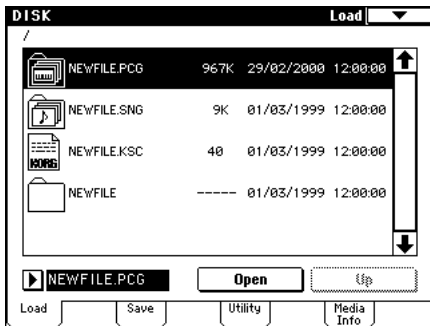 DISK Load
/
NEWFILE.PCG 967K 29/02/2000 12:00:00
NEWFILE.SNG 9K 01/03/1999 12:00:00
KORG NEWFILE.KSC 40 01/03/1999 12:00:00
NEWFILE ----- 01/03/1999 12:00:00
NEWFILE.PCG Open Up
Load Save Utility Media Info